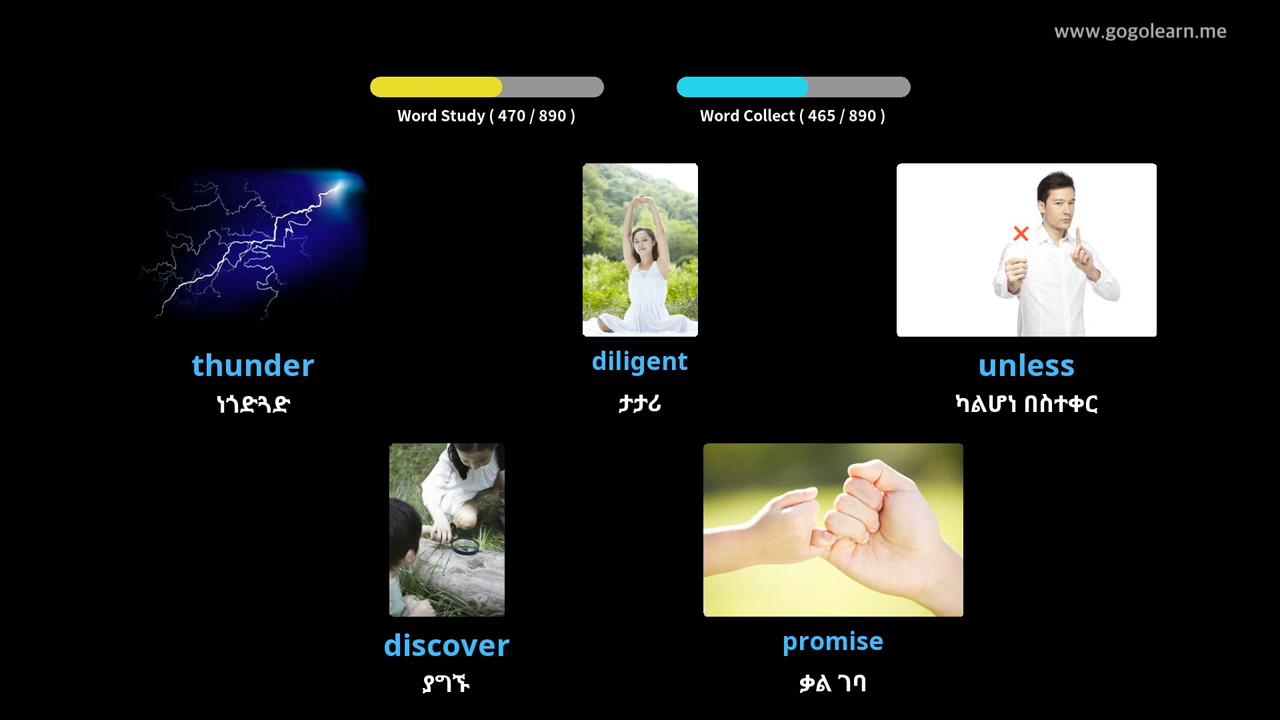 www.gogolearn.me
Word Study ( 470 / 890 )
Word Collect ( 465 / 890 )
thunder
ነጎድጓድ
diligent
ታታሪ
unless
ካልሆነ በስተቀር
discover
ያግኙ
promise
ቃል ገባ